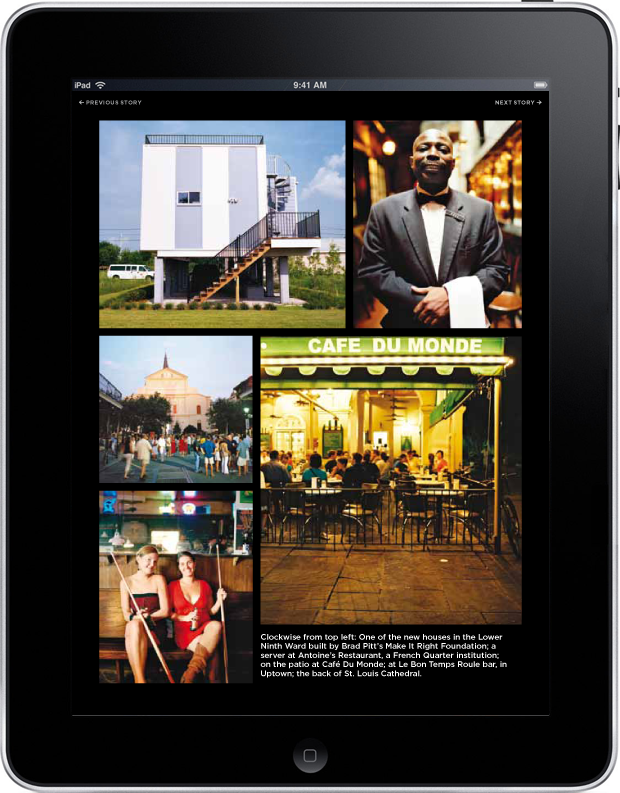 iPad 9:41 AM
← PREVIOUS STORY NEXT STORY →
CAFE DU MONDE
Clockwise from top left: One of the new houses in the Lower
Ninth Ward built by Brad Pitt's Make It Right Foundation; a
server at Antoine's Restaurant, a French Quarter institution;
on the patio at Café Du Monde; at Le Bon Temps Roule bar, in
Uptown; the back of St. Louis Cathedral.